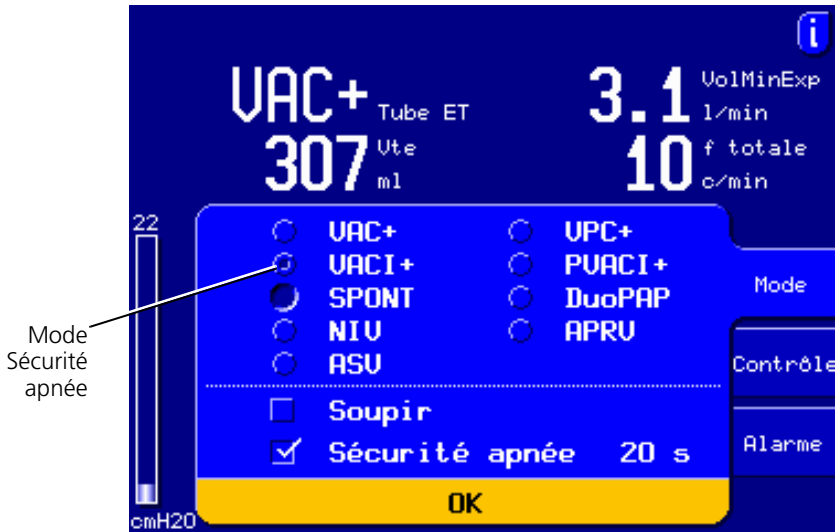 i
VAC+ Tube ET
3.1 VolMinExp l/min
307 Vte ml
10 f totale c/min
22
VAC+
VPC+
VACI+
PVACI+
SPONT
DuoPAP
NIV
APRV
ASV
Mode
Contrôle
Alarme
Soupir
Sécurité apnée 20 s
OK
cmH2O
Mode
Sécurité
apnée